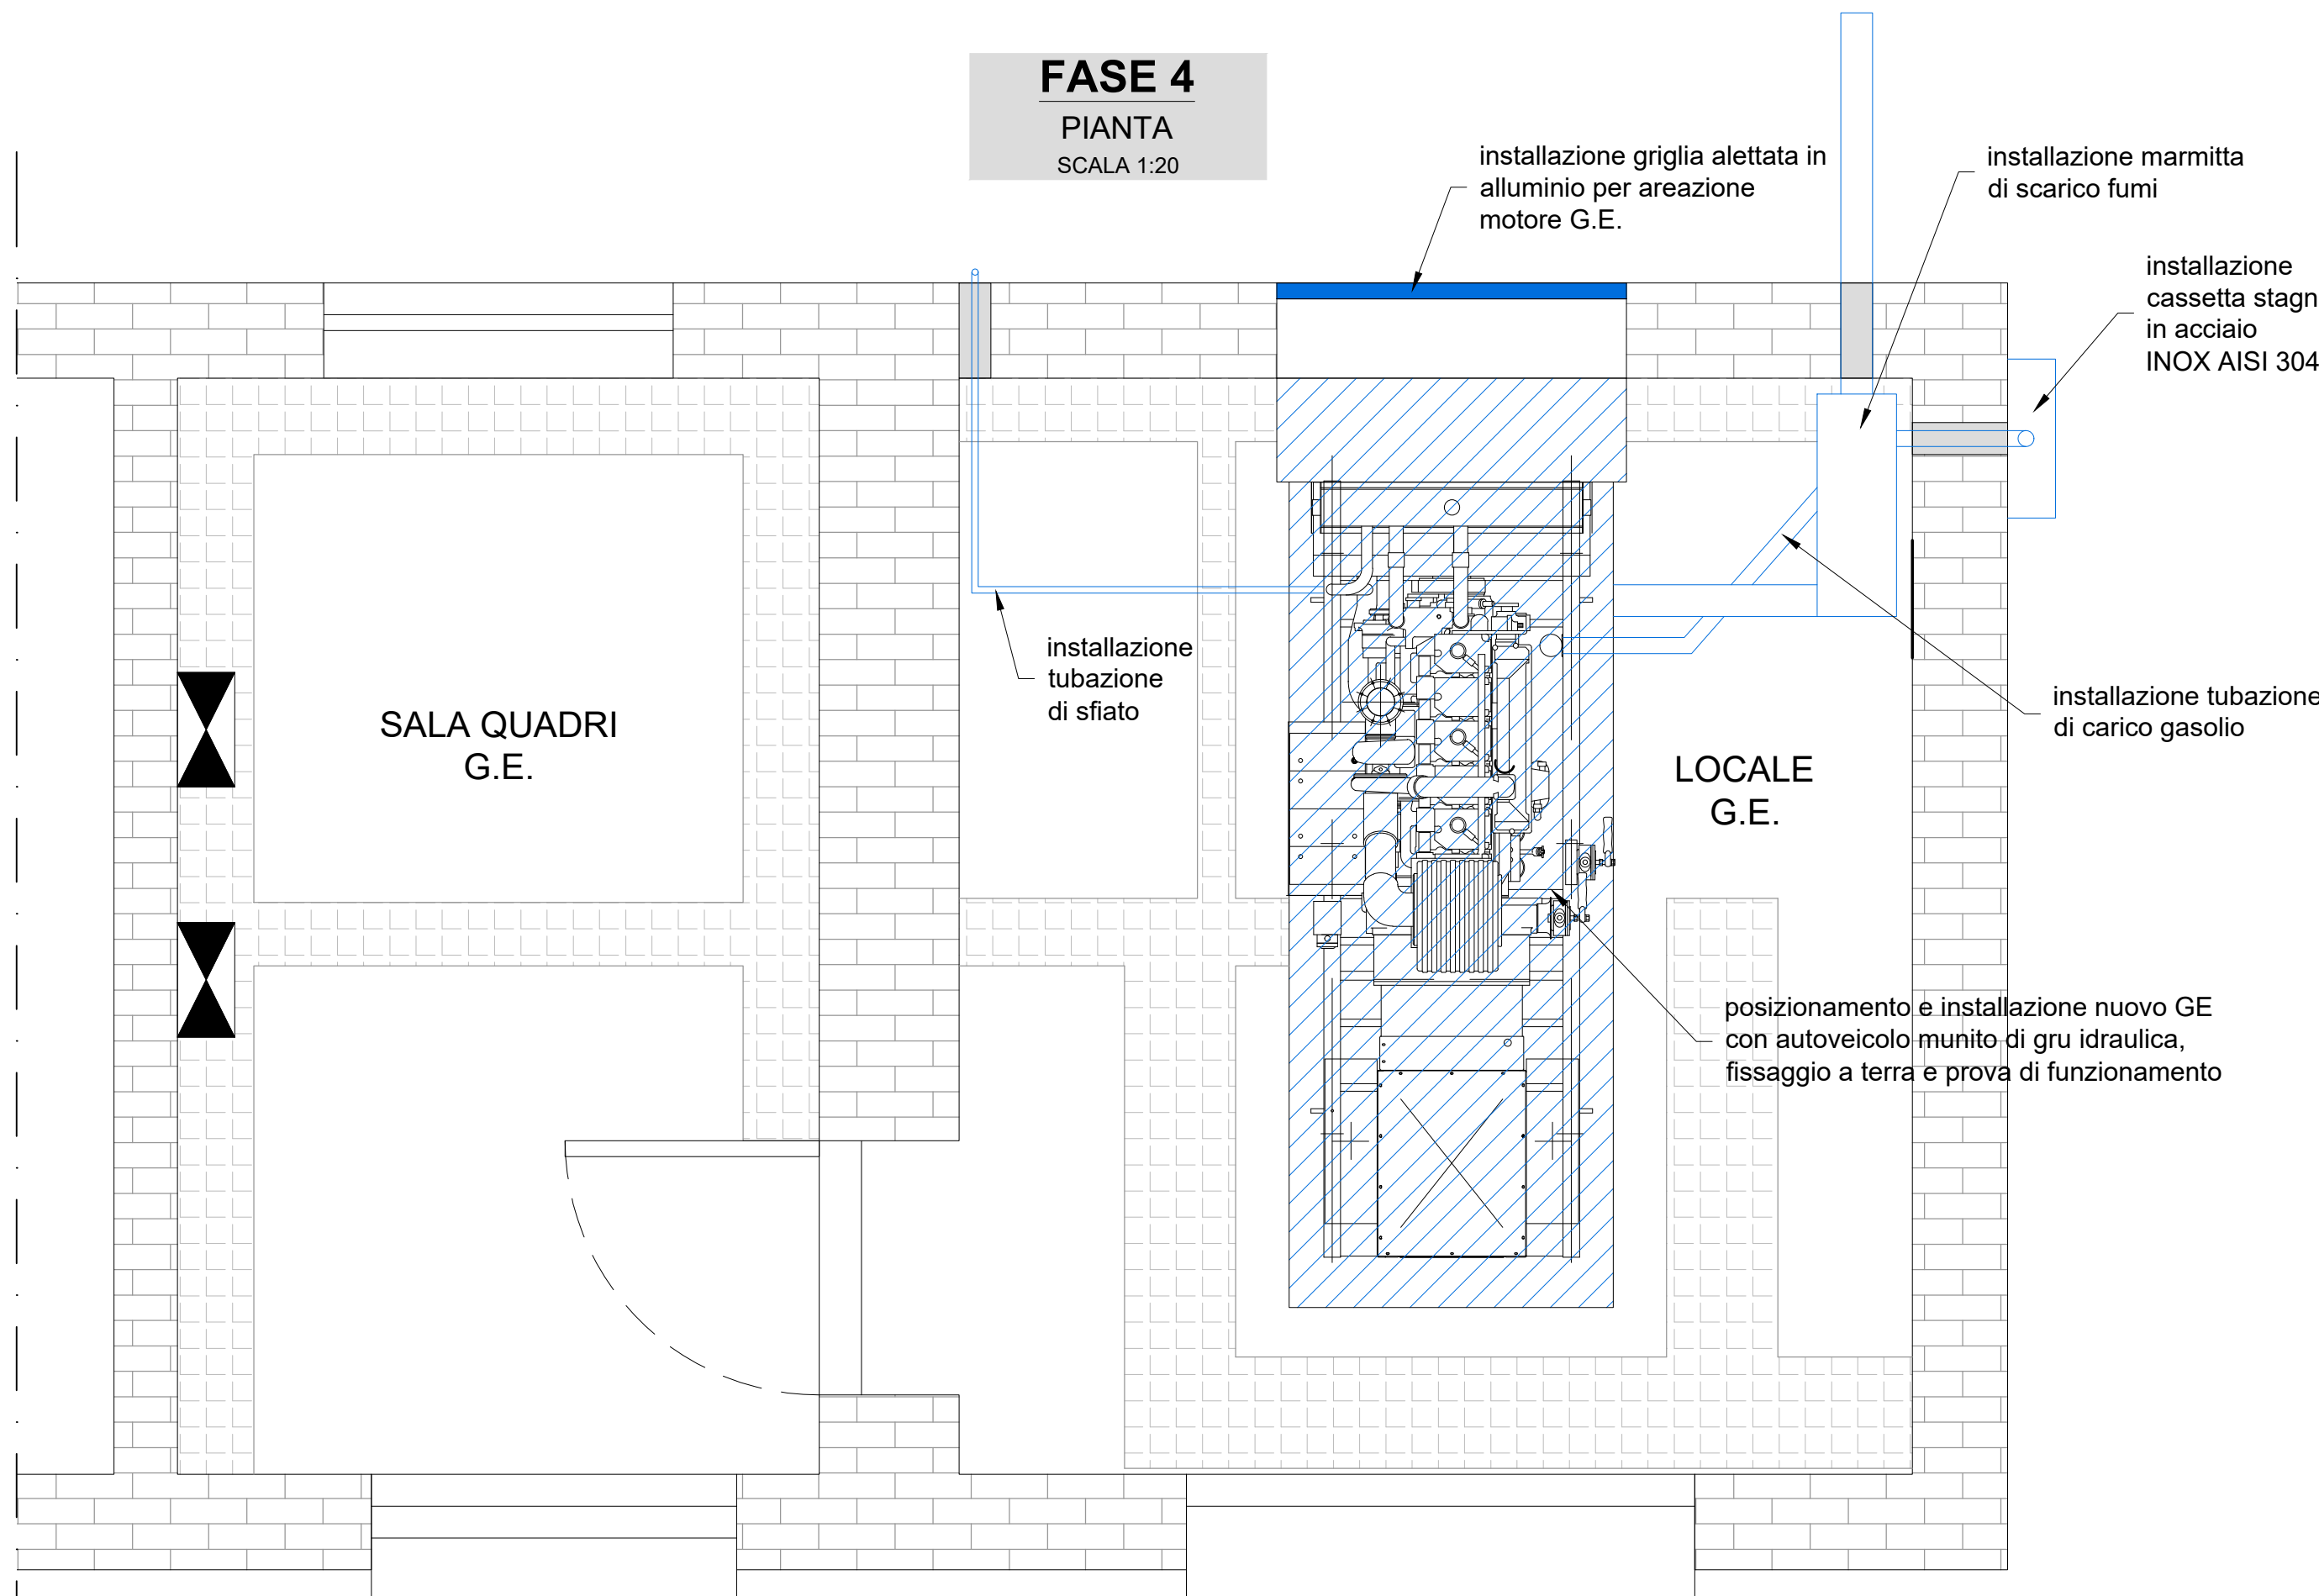 FASE 4
PIANTA
SCALA 1:20
installazione griglia alettata in
alluminio per areazione
motore G.E.
installazione marmitta
di scarico fumi
installazione
cassetta stagn
in acciaio
INOX AISI 304
installazione
tubazione
di sfiato
SALA QUADRI
G.E.
LOCALE
G.E.
installazione tubazione
di carico gasolio
posizionamento e installazione nuovo GE
con autoveicolo munito di gru idraulica,
fissaggio a terra e prova di funzionamento